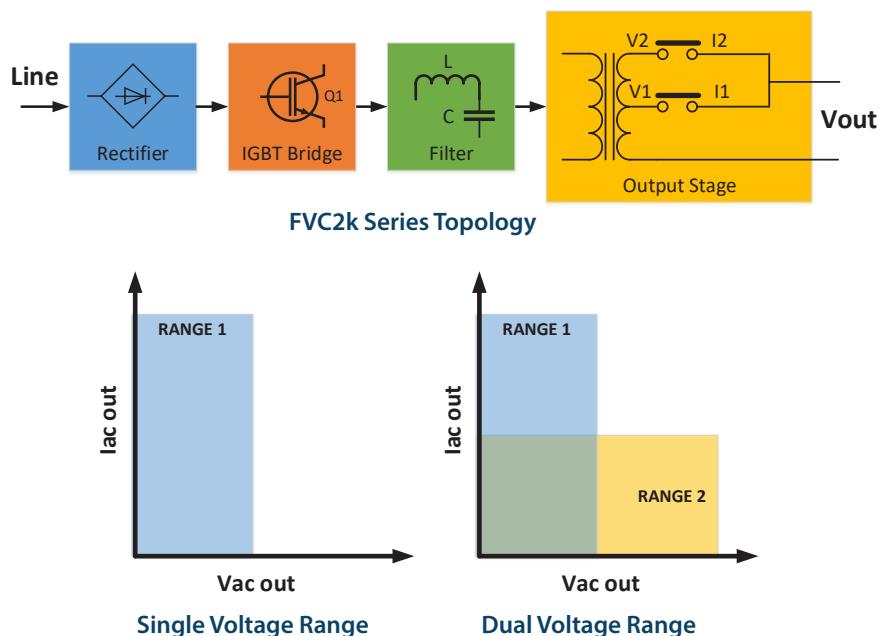 Line
Rectifier
Q1
IGBT Bridge
L
C
Filter
V2 I2
V1 I1
Output Stage
Vout
FVC2k Series Topology
RANGE 1
Iac out
Vac out
Single Voltage Range
RANGE 1
RANGE 2
Iac out
Vac out
Dual Voltage Range